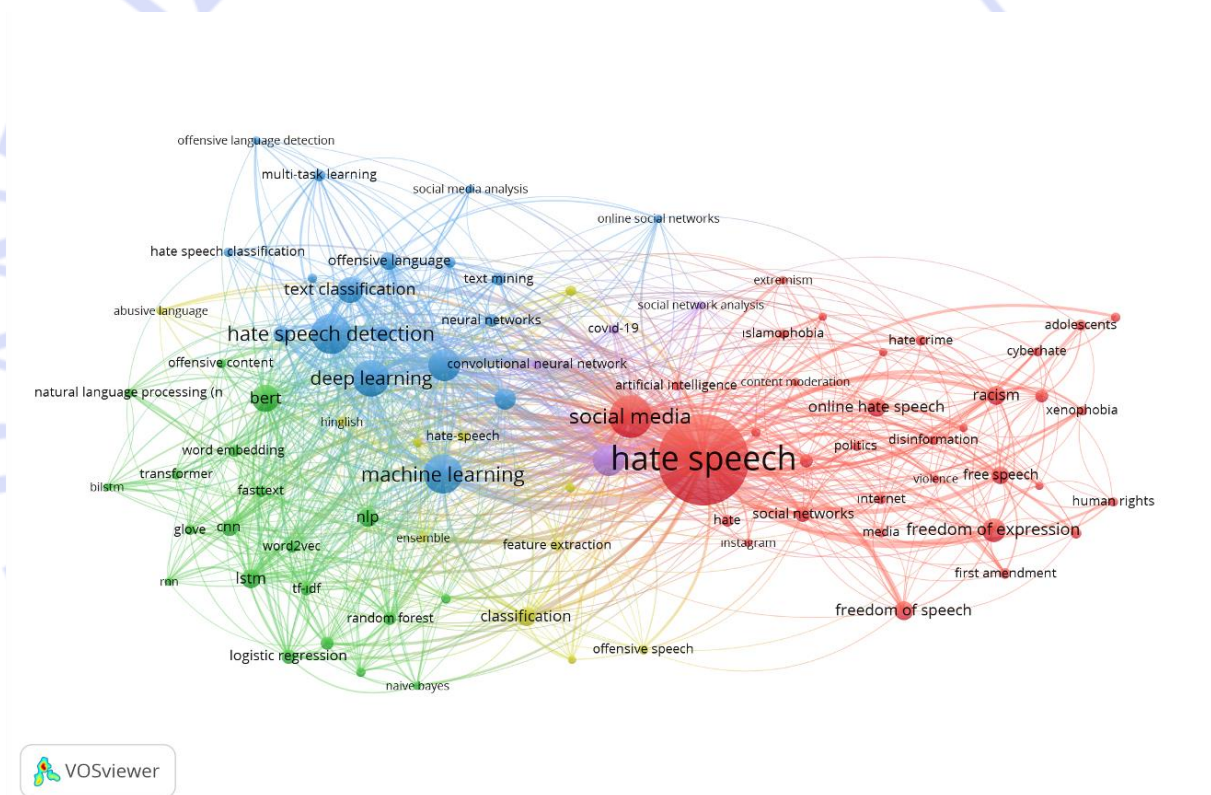 offensive language detection
multi-task learning
social media analysis
online social networks
hate speech classification
offensive language
text mining
extremism
text classification
social network analysis
abusive language
neural networks
covid-19
adolescents
hate speech detection
islamophobia
hate crime
cyberhate
offensive content
convolutional neural network
deep learning
artificial intelligence
content moderation
natural language processing (n
bert
racism
online hate speech
xenophobia
social media
hinglish
hate-speech
disinformation
politics
word embedding
hate speech
transformer
machine learning
violence
free speech
bilstm
fasttext
internet
human rights
nlp
hate
social networks
glove
cnn
media
freedom of expression
ensemble
feature extraction
instagram
word2vec
first amendment
rnn
lstm
tf-idf
freedom of speech
random forest
classification
offensive speech
logistic regression
naive bayes
VOSviewer